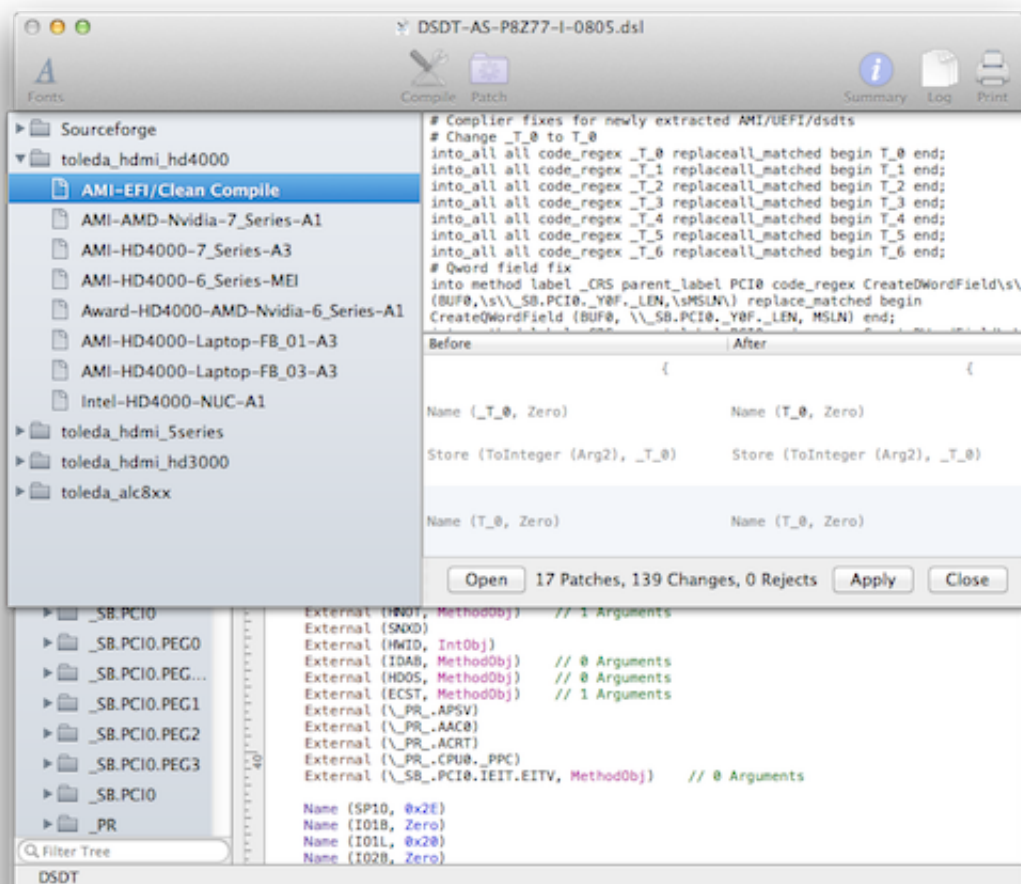 DSDT-AS-P8Z77-I-0805.dsl
Fonts
Compile
Patch
Summary
Log
Print
Sourceforge
toleda_hdmi_hd4000
AMI-EFI/Clean Compile
AMI-AMD-Nvidia-7_Series-A1
AMI-HD4000-7_Series-A3
AMI-HD4000-6_Series-MEI
Award-HD4000-AMD-Nvidia-6_Series-A1
AMI-HD4000-Laptop-FB_01-A3
AMI-HD4000-Laptop-FB_03-A3
Intel-HD4000-NUC-A1
toleda_hdmi_5series
toleda_hdmi_hd3000
toleda_alc8xx
# Complier fixes for newly extracted AMI/UEFI/dsdts
# Change _T_0 to T_0
into_all all code_regex _T_0 replaceall_matched begin T_0 end;
into_all all code_regex _T_1 replaceall_matched begin T_1 end;
into_all all code_regex _T_2 replaceall_matched begin T_2 end;
into_all all code_regex _T_3 replaceall_matched begin T_3 end;
into_all all code_regex _T_4 replaceall_matched begin T_4 end;
into_all all code_regex _T_5 replaceall_matched begin T_5 end;
into_all all code_regex _T_6 replaceall_matched begin T_6 end;
# Qword field fix
into method label _CRS parent_label PCI0 code_regex CreateDWordField\s\
(BUF0,\s\\_SB.PCI0._Y0F._LEN,\sMSLN\) replace_matched begin
CreateQWordField (BUF0, \\_SB.PCI0._Y0F._LEN, MSLN) end;
Before After
{ {
Name (_T_0, Zero) Name (T_0, Zero)
Store (ToInteger (Arg2), _T_0) Store (ToInteger (Arg2), _T_0)
Name (T_0, Zero) Name (T_0, Zero)
Open 17 Patches, 139 Changes, 0 Rejects Apply Close
_SB.PCI0
_SB.PCI0.PEG0
_SB.PCI0.PEG...
_SB.PCI0.PEG1
_SB.PCI0.PEG2
_SB.PCI0.PEG3
_SB.PCI0
_PR
Filter Tree
40
External (HNOT, MethodObj) // 1 Arguments
External (SNXD)
External (HWID, IntObj)
External (IDAB, MethodObj) // 0 Arguments
External (HDOS, MethodObj) // 0 Arguments
External (ECST, MethodObj) // 1 Arguments
External (\_PR_.APSV)
External (\_PR_.AAC0)
External (\_PR_.ACRT)
External (\_PR_.CPU0._PPC)
External (\_SB_.PCI0.IEIT.EITV, MethodObj) // 0 Arguments
Name (SP1O, 0x2E)
Name (IO1B, Zero)
Name (IO1L, 0x20)
Name (IO2B, Zero)
DSDT